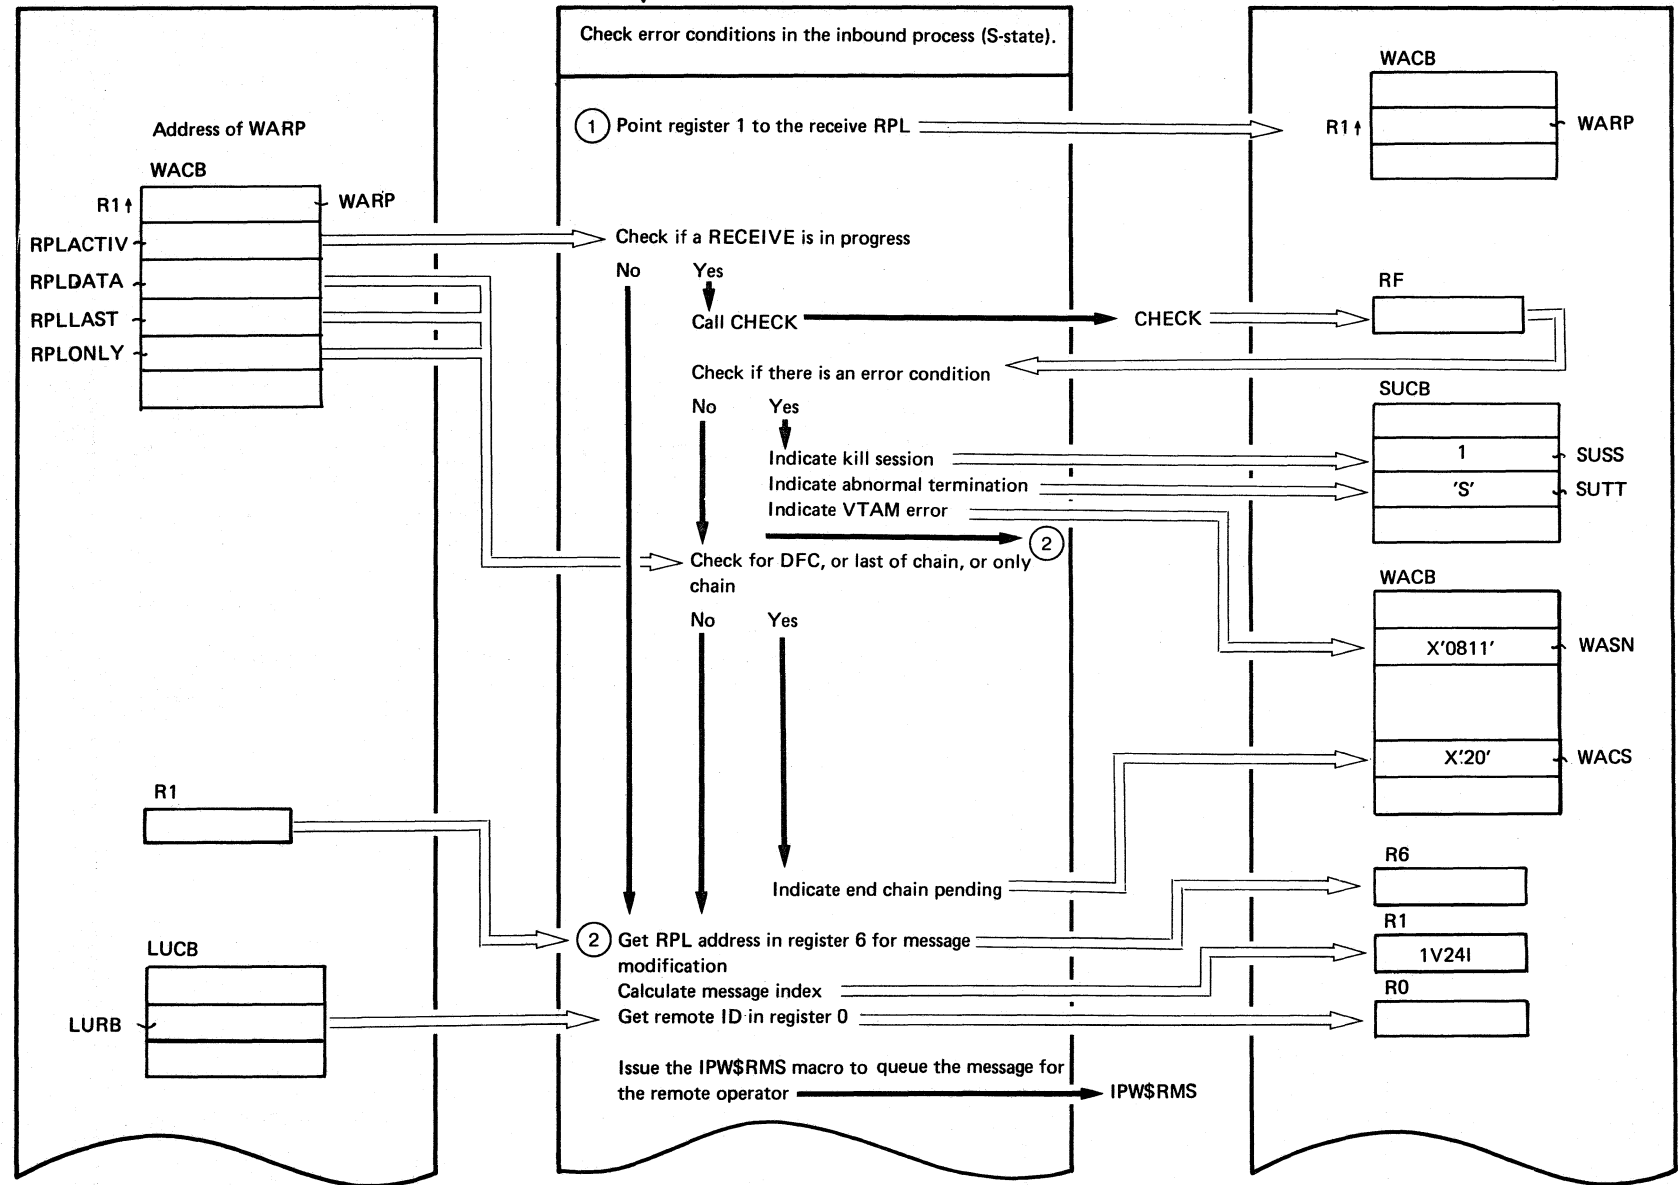 Check error conditions in the inbound process (S-state).
Address of WARP
WACB
R1
WARP
RPLACTIV
RPLDATA
RPLLAST
RPLONLY
R1
LUCB
LURB
1 Point register 1 to the receive RPL
Check if a RECEIVE is in progress
No Yes
Call CHECK
CHECK
Check if there is an error condition
No Yes
Indicate kill session
Indicate abnormal termination
Indicate VTAM error
2
Check for DFC, or last of chain, or only
chain
No Yes
Indicate end chain pending
2 Get RPL address in register 6 for message
modification
Calculate message index
Get remote ID in register 0
Issue the IPW$RMS macro to queue the message for
the remote operator
IPW$RMS
WACB
R1
WARP
RF
SUCB
1
SUSS
'S'
SUTT
WACB
X'0811'
WASN
X'20'
WACS
R6
R1
1V24I
R0